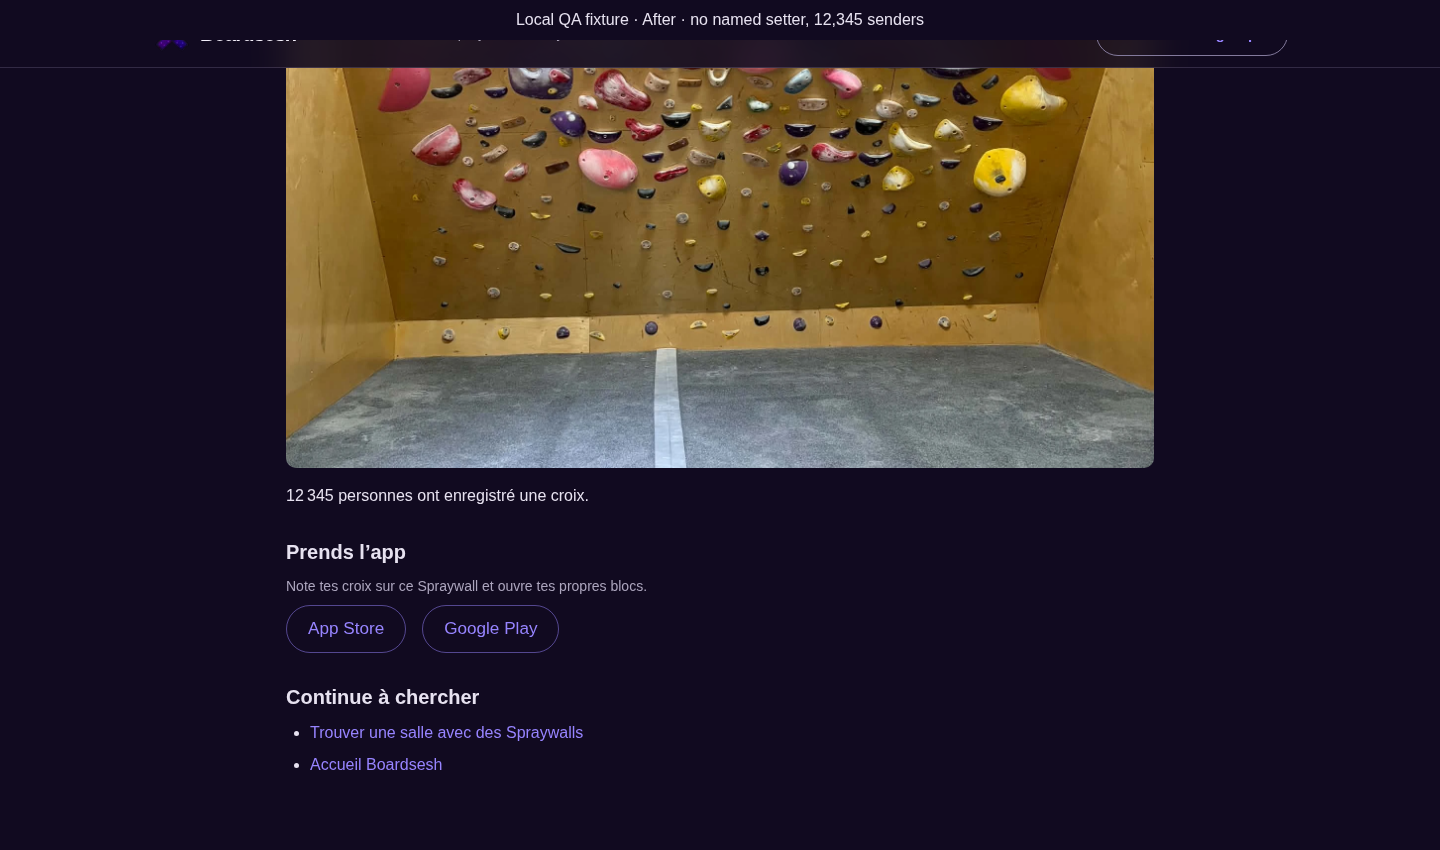 Local QA fixture · After · no named setter, 12,345 senders
12 345 personnes ont enregistré une croix.
Prends l’app
Note tes croix sur ce Spraywall et ouvre tes propres blocs.
App Store
Google Play
Continue à chercher
Trouver une salle avec des Spraywalls
Accueil Boardsesh